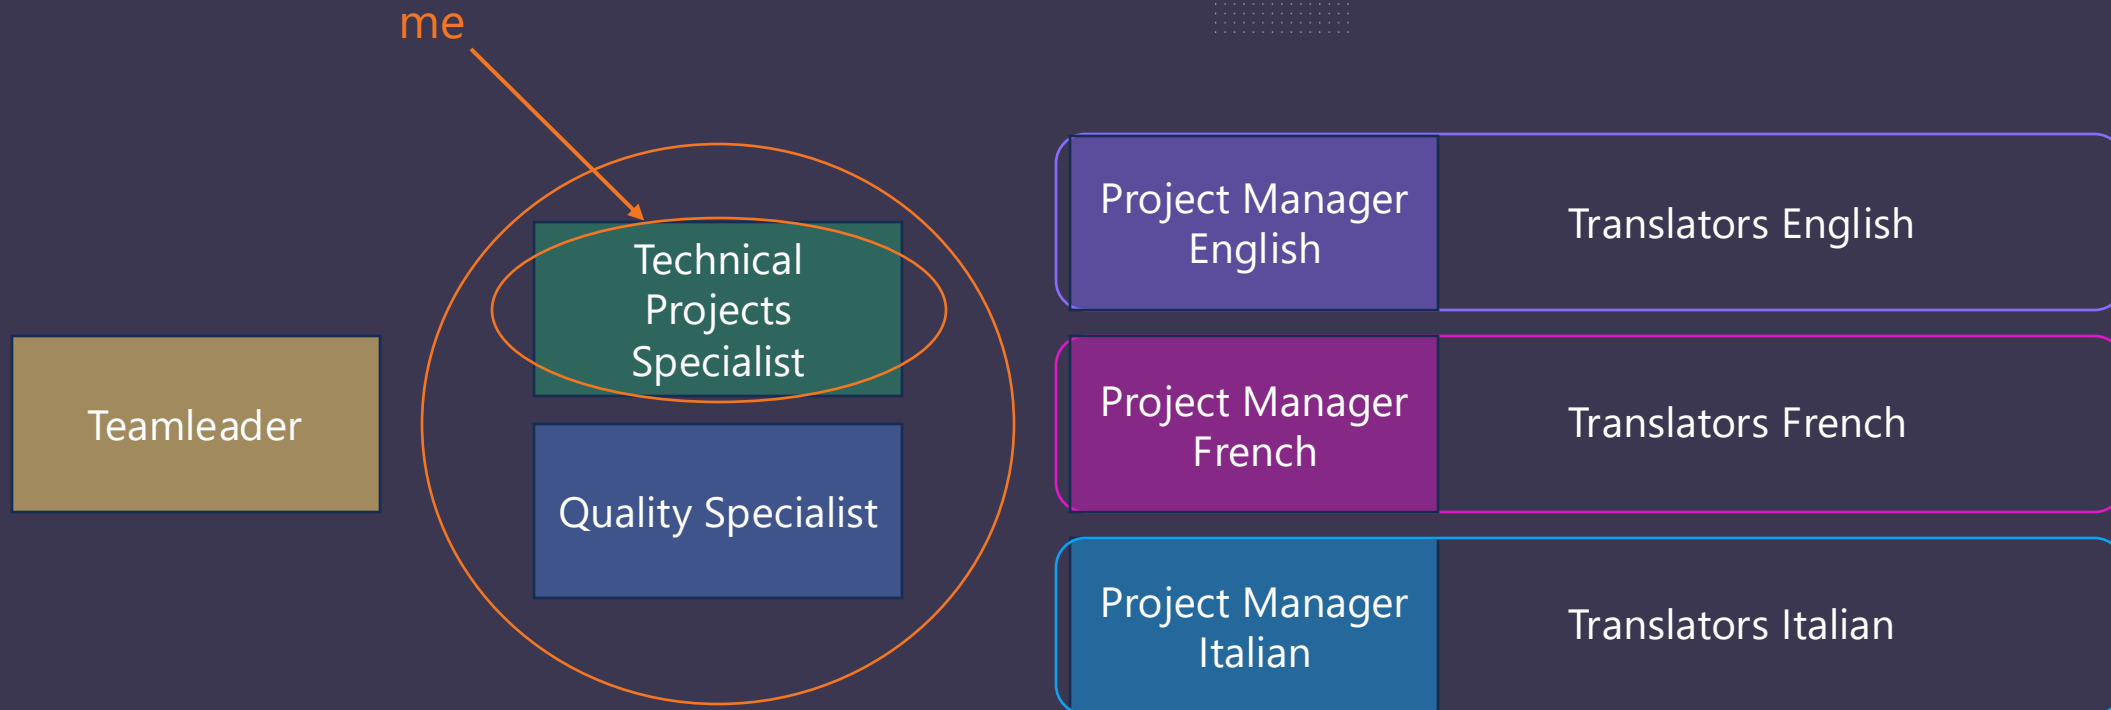 me
Teamleader
Technical
Projects
Specialist
Quality Specialist
Project Manager
English
Translators English
Project Manager
French
Translators French
Project Manager
Italian
Translators Italian